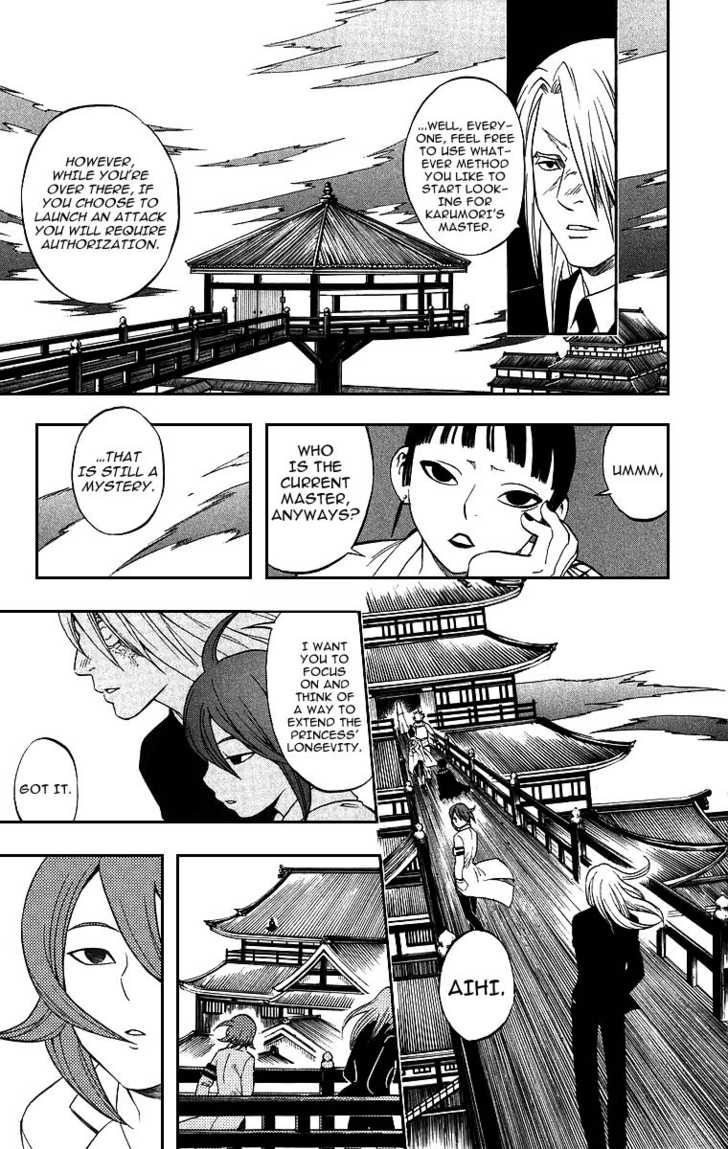 ...WELL, EVERY-
ONE, FEEL FREE
TO USE WHAT-
EVER METHOD
YOU LIKE TO
START LOOK-
ING FOR
KARUMORI'S
MASTER.
HOWEVER,
WHILE YOU'RE
OVER THERE, IF
YOU CHOOSE TO
LAUNCH AN ATTACK
YOU WILL REQUIRE
AUTHORIZATION.
UMMM,
WHO
IS THE
CURRENT
MASTER,
ANYWAYS?
...THAT
IS STILL A
MYSTERY.
AIHI.
I WANT
YOU TO
FOCUS
ON AND
THINK OF
A WAY TO
EXTEND THE
PRINCESS'
LONGEVITY.
GOT IT.